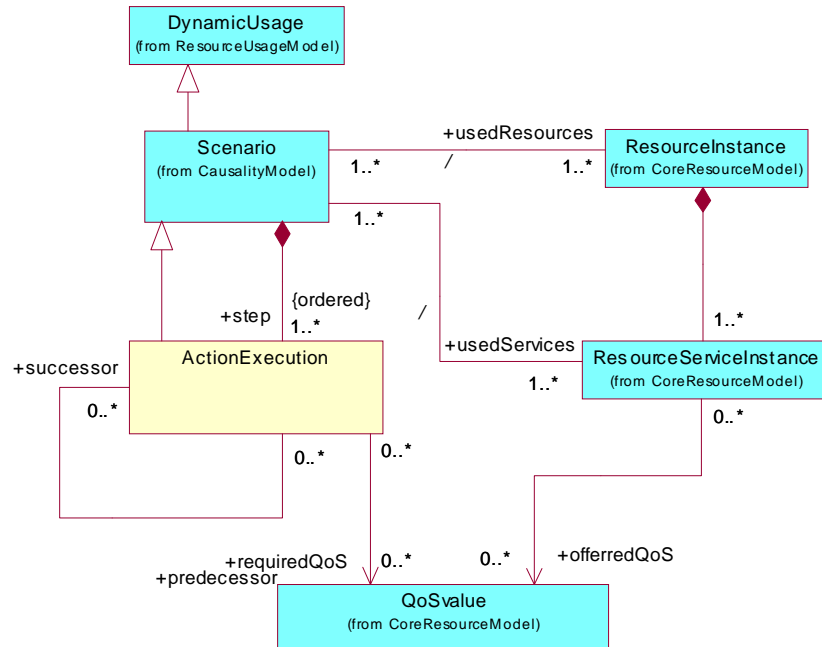 DynamicUsage
(from ResourceUsageModel)
Scenario
(from CausalityModel)
+usedResources
1..*
/
1..*
ResourceInstance
(from CoreResourceModel)
1..*
/
+step
{ordered}
1..*
1..*
+usedServices
1..*
ResourceServiceInstance
(from CoreResourceModel)
+successor
0..*
ActionExecution
0..*
0..*
0..*
+requiredQoS
0..*
+predecessor
0..*
+offerredQoS
QoSvalue
(from CoreResourceModel)